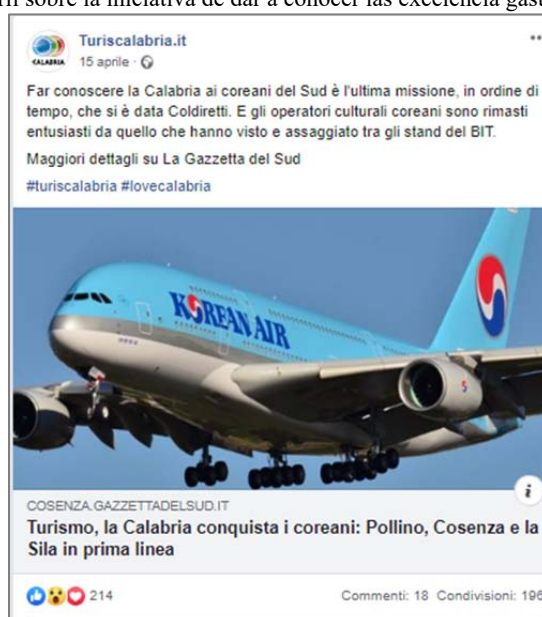 sobre la iniciativa de dar a conocer las excelencia
Turiscalabria.it
CALABRIA
15 aprile ·
Far conoscere la Calabria ai coreani del Sud è l'ultima missione, in ordine di
tempo, che si è data Coldiretti. E gli operatori culturali coreani sono rimasti
entusiasti da quello che hanno visto e assaggiato tra gli stand del BIT.
Maggiori dettagli su La Gazzetta del Sud
#turiscalabria #lovecalabria
KOREAN AIR
COSENZA.GAZZETTADELSUD.IT
i
Turismo, la Calabria conquista i coreani: Pollino, Cosenza e la
Sila in prima linea
214
Commenti: 18 Condivisioni: 196